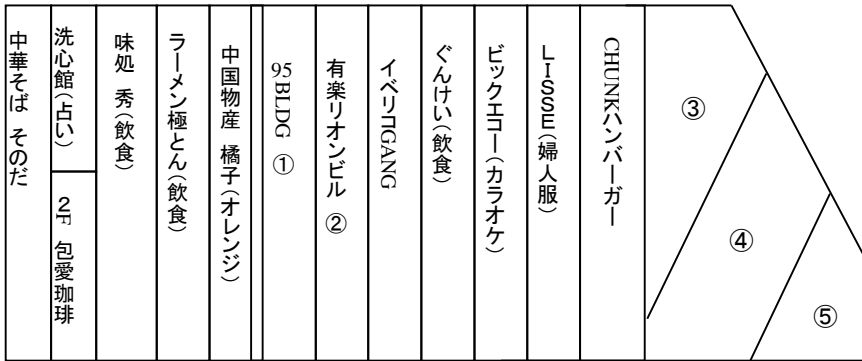 中華そば そのだ
洗心館(占い)
2F 包愛珈琲
味処 秀(飲食)
ラーメン極とん(飲食)
中国物産 橘子(オレンジ)
95BLDG ①
有楽リオンビル ②
イベリコGANG
ぐんけい(飲食)
ビックエコー(カラオケ)
LISSE(婦人服)
CHUNKハンバーガー
③
④
⑤